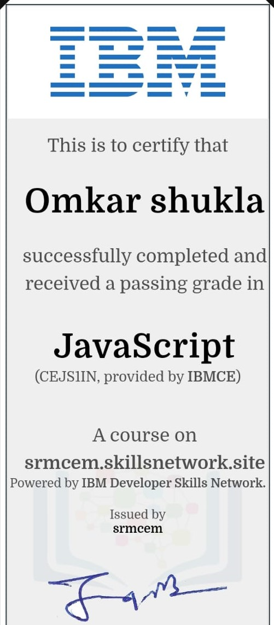 IBM
This is to certify that
Omkar shukla
successfully completed and
received a passing grade in
JavaScript
(CEJS1IN, provided by IBMCE)
A course on
srmcem.skillsnetwork.site
Powered by IBM Developer Skills Network.
Issued by
srmcem